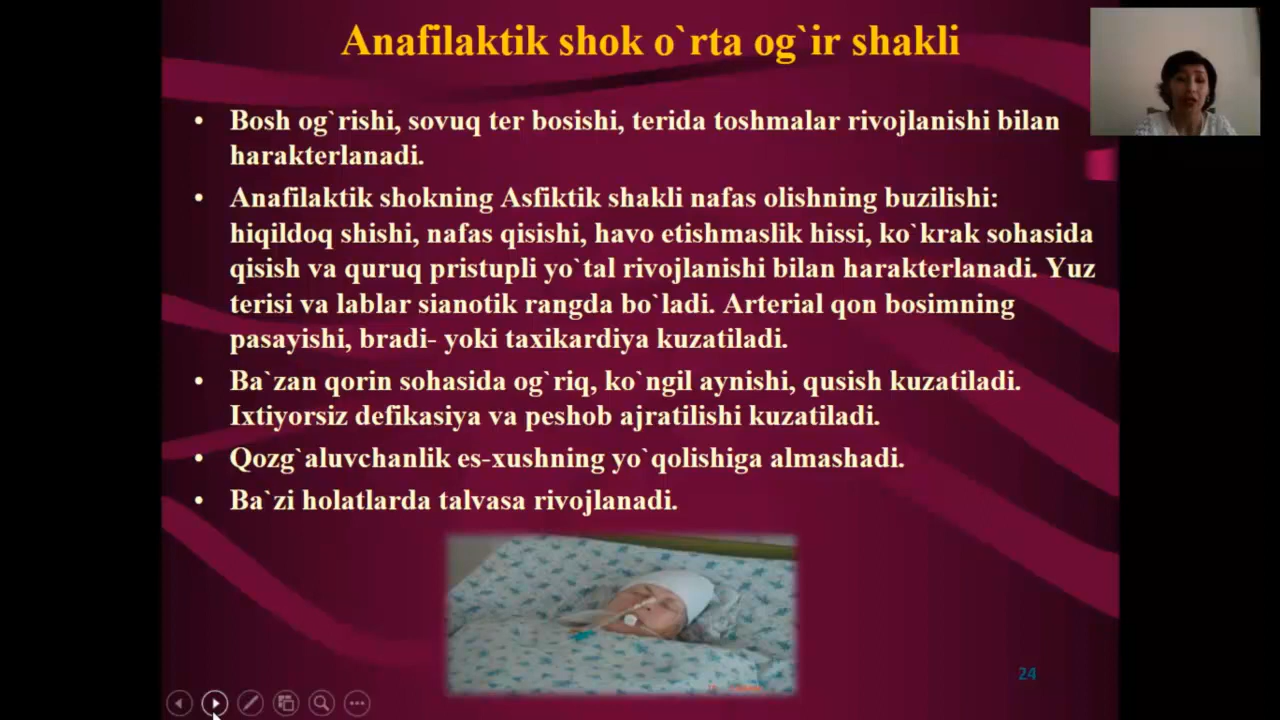 Anafilaktik shok o`rta og`ir shakli
• Bosh og`rishi, sovuq ter bosishi, terida toshmalar rivojlanishi bilan
harakterlanadi.
• Anafilaktik shokning Asfiktik shakli nafas olishning buzilishi:
hiqildoq shishi, nafas qisishi, havo etishmaslik hissi, ko`krak sohasida
qisish va quruq pristupli yo`tal rivojlanishi bilan harakterlanadi. Yuz
terisi va lablar sianotik rangda bo`ladi. Arterial qon bosimning
pasayishi, bradi- yoki taxikardiya kuzatiladi.
• Ba`zan qorin sohasida og`riq, ko`ngil aynishi, qusish kuzatiladi.
Ixtiyorsiz defikasiya va peshob ajratilishi kuzatiladi.
• Qozg`aluvchanlik es-xushning yo`qolishiga almashadi.
• Ba`zi holatlarda talvasa rivojlanadi.
24